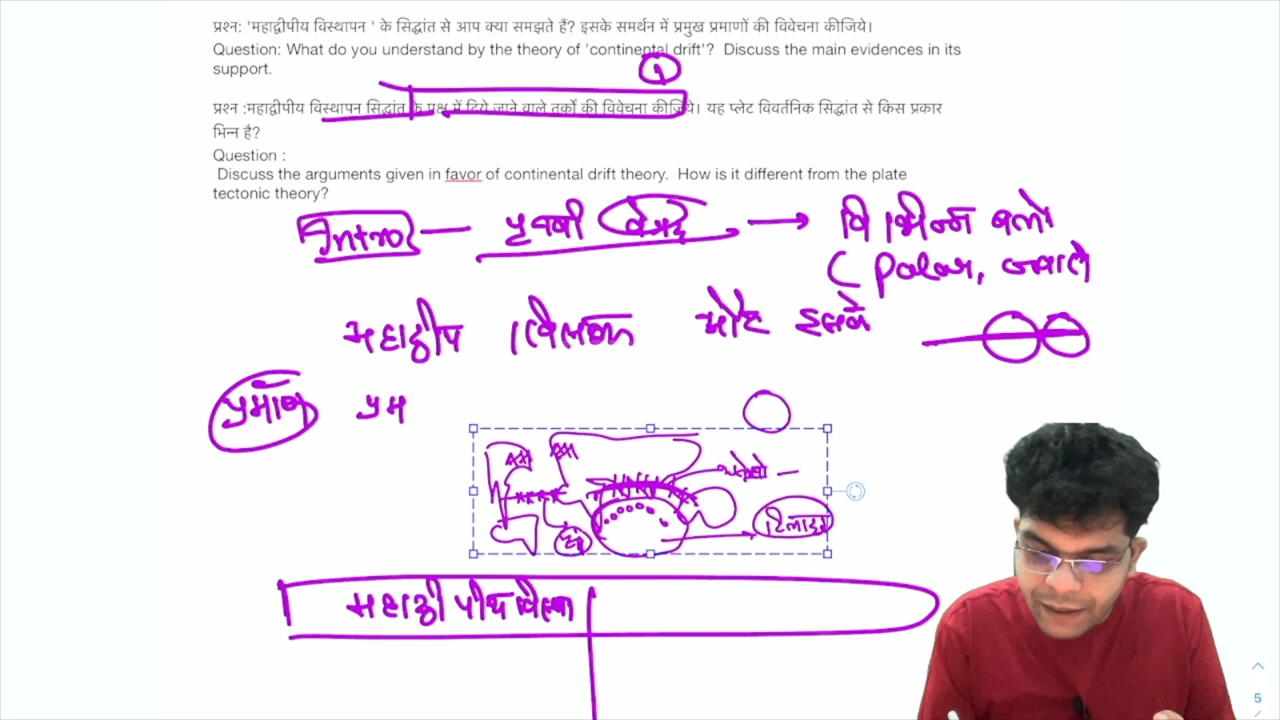 प्रश्न: 'महाद्वीपीय विस्थापन ' के सिद्धांत से आप क्या समझते हैं? इसके समर्थन में प्रमुख प्रमाणों की विवेचना कीजिये।
Question: What do you understand by the theory of 'continental drift'? Discuss the main evidences in its
support.
प्रश्न :महाद्वीपीय विस्थापन सिद्धांत के पक्ष में दिये जाने वाले तर्कों की विवेचना कीजिये। यह प्लेट विवर्तनिक सिद्धांत से किस प्रकार
भिन्न है?
Question :
Discuss the arguments given in favor of continental drift theory. How is it different from the plate
tectonic theory?
Intro — पृथ्वी → विभिन्न बलो
(Polar, ज्वारी
महाद्वीप और इसके
प्रमाण प्रम
5